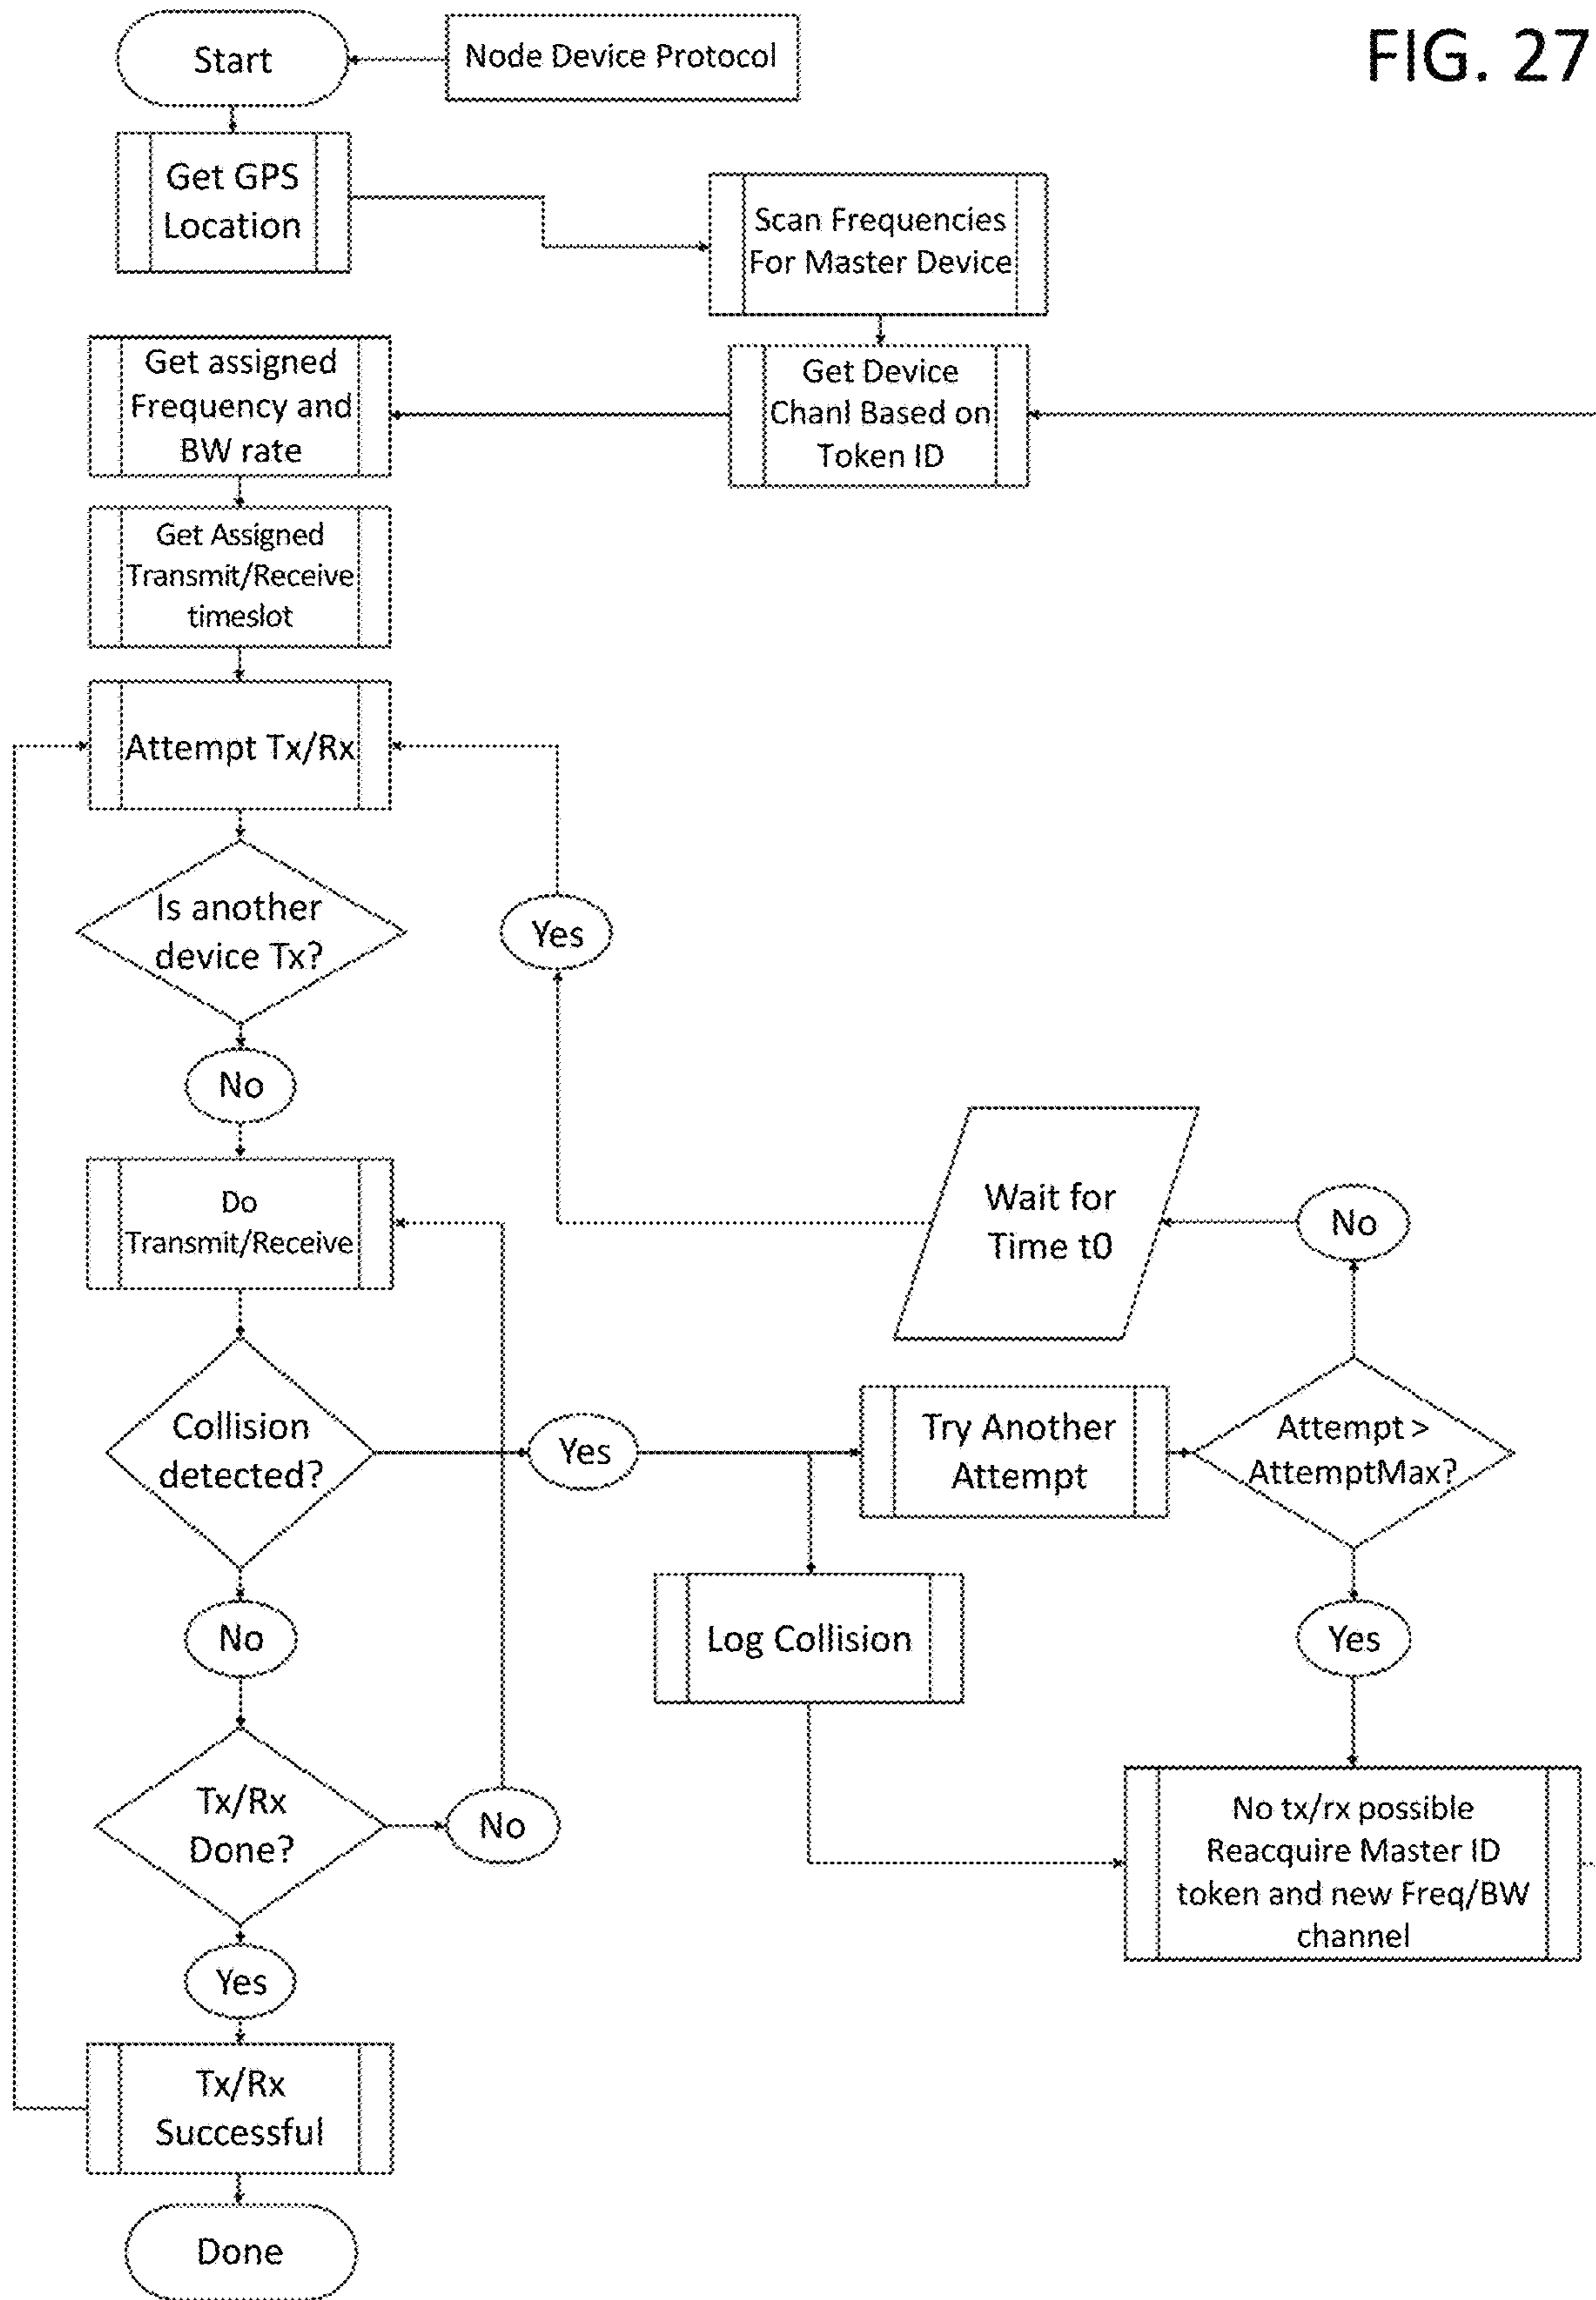 FIG. 27
Start
Node Device Protocol
Get GPS
Location
Scan Frequencies
For Master Device
Get assigned
Frequency and
BW rate
Get Device
Chanl Based on
Token ID
Get Assigned
Transmit/Receive
timeslot
Attempt Tx/Rx
Is another
device Tx?
Yes
No
Do
Transmit/Receive
Wait for
Time t0
No
Collision
detected?
Yes
Try Another
Attempt
Attempt >
AttemptMax?
No
Log Collision
Yes
Tx/Rx
Done?
No
No tx/rx possible
Reacquire Master ID
token and new Freq/BW
channel
Yes
Tx/Rx
Successful
Done